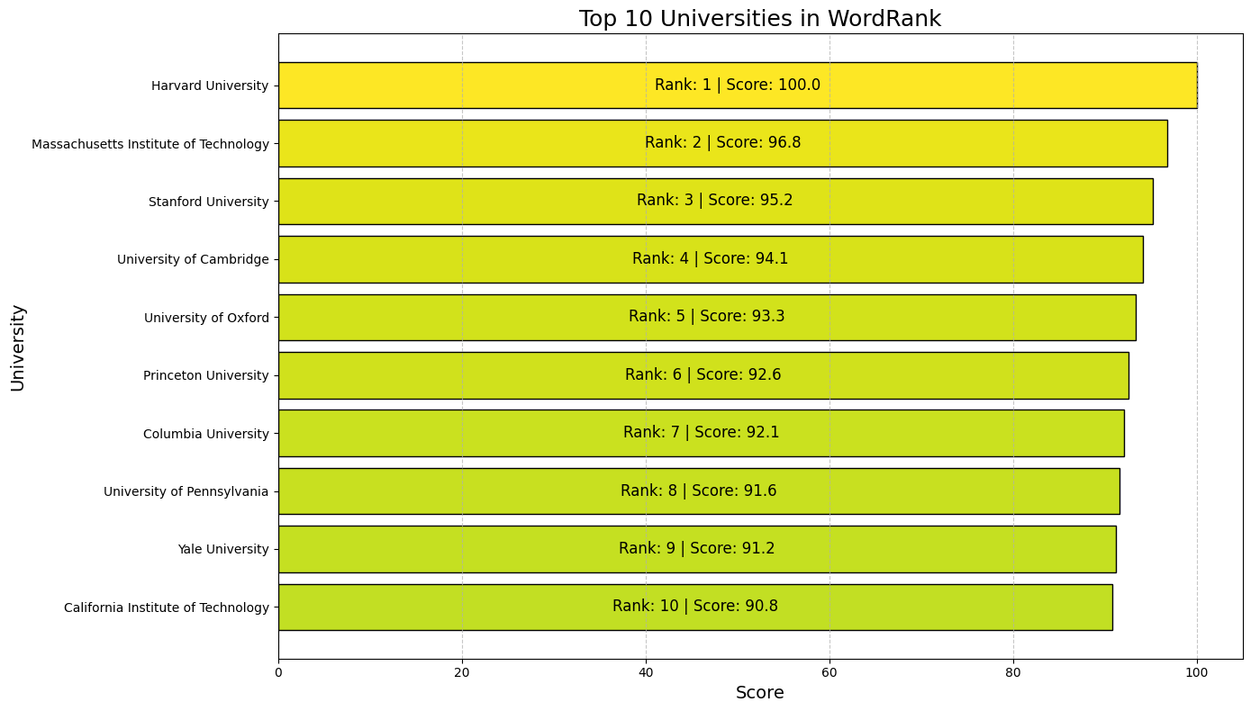 Top 10 Universities in WordRank
University
Harvard University
Rank: 1 | Score: 100.0
Massachusetts Institute of Technology
Rank: 2 | Score: 96.8
Stanford University
Rank: 3 | Score: 95.2
University of Cambridge
Rank: 4 | Score: 94.1
University of Oxford
Rank: 5 | Score: 93.3
Princeton University
Rank: 6 | Score: 92.6
Columbia University
Rank: 7 | Score: 92.1
University of Pennsylvania
Rank: 8 | Score: 91.6
Yale University
Rank: 9 | Score: 91.2
California Institute of Technology
Rank: 10 | Score: 90.8
0 20 40 60 80 100
Score